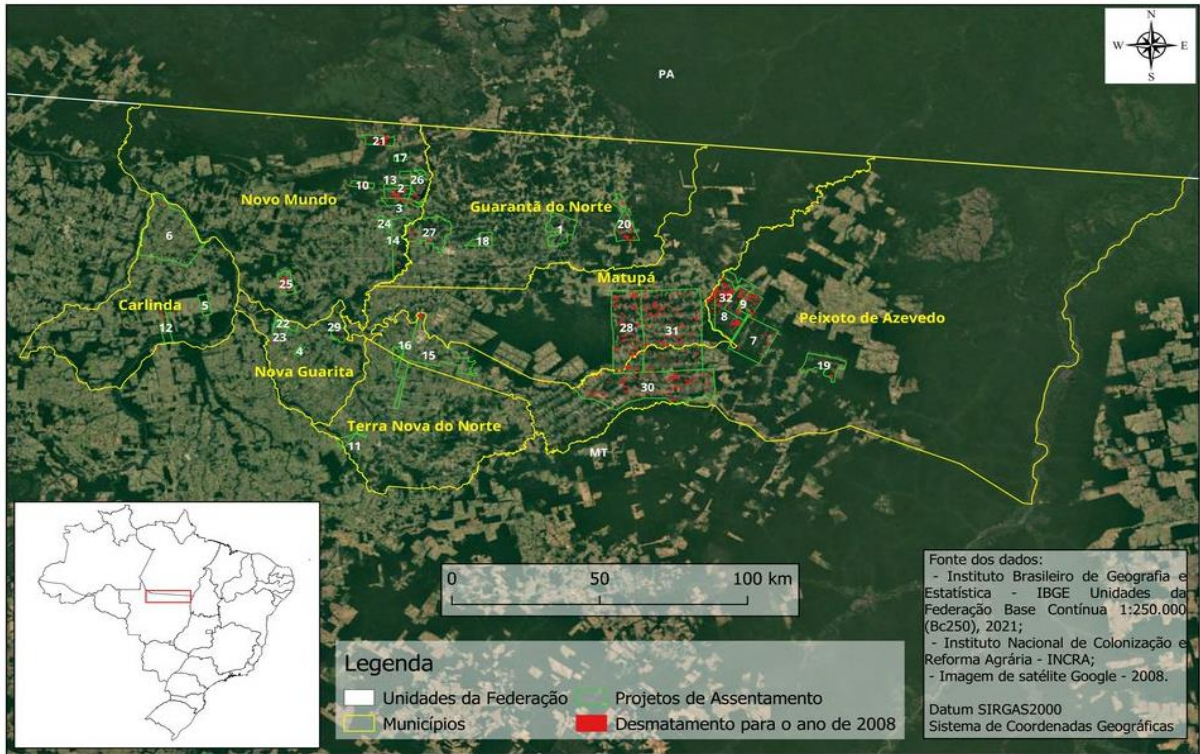 N
W E
S
PA
21
17
13
26
10
2
Novo Mundo
3
Guarantã do Norte
24
20
27
1
6
14
18
25
Matupá
32
9
Carlinda
5
8
Peixoto de Azevedo
12
22
29
28
31
23
7
4
16
15
19
Nova Guarita
30
Terra Nova do Norte
11
MT
0 50 100 km
Legenda
Unidades da Federação
Projetos de Assentamento
Municípios
Desmatamento para o ano de 2008
Fonte dos dados:
- Instituto Brasileiro de Geografia e
Estatística - IBGE Unidades da
Federação Base Contínua 1:250.000
(Bc250), 2021;
- Instituto Nacional de Colonização e
Reforma Agrária - INCRA;
- Imagem de satélite Google - 2008.
Datum SIRGAS2000
Sistema de Coordenadas Geográficas